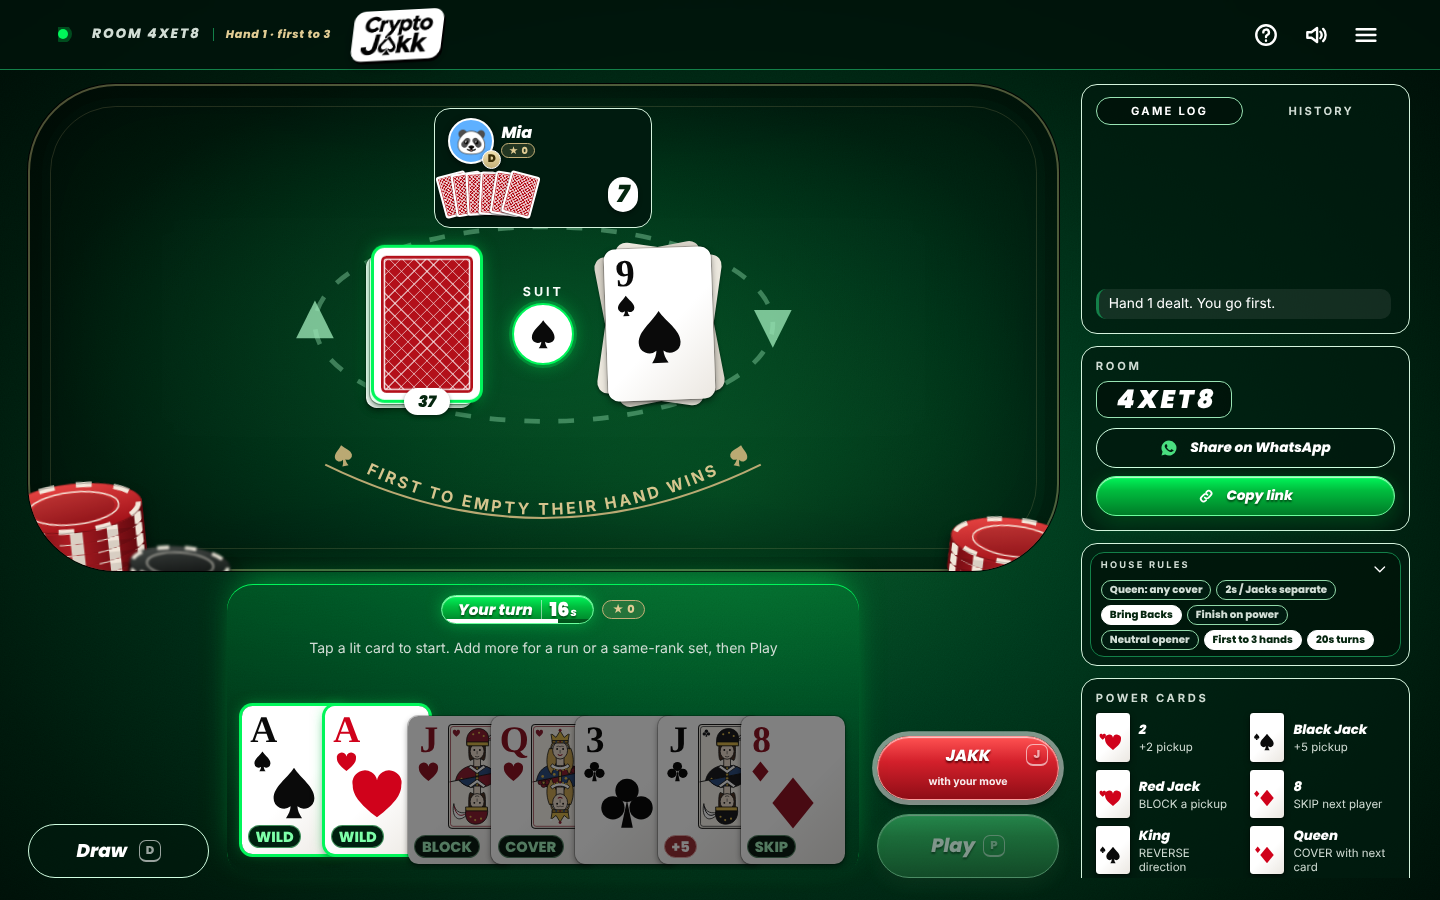 ROOM 4XET8
Hand 1 · first to 3
Crypto
Jokk
Mia
D
★ 0
7
SUIT
9
37
FIRST TO EMPTY THEIR HAND WINS
Your turn 16s
★ 0
Tap a lit card to start. Add more for a run or a same-rank set, then Play
A
WILD
A
WILD
J
BLOCK
Q
COVER
3
J
+5
8
SKIP
Draw D
JAKK J
with your move
Play P
GAME LOG
HISTORY
Hand 1 dealt. You go first.
ROOM
4XET8
Share on WhatsApp
Copy link
HOUSE RULES
Queen: any cover
2s / Jacks separate
Bring Backs
Finish on power
Neutral opener
First to 3 hands
20s turns
POWER CARDS
2
+2 pickup
Black Jack
+5 pickup
Red Jack
BLOCK a pickup
8
SKIP next player
King
REVERSE
direction
Queen
COVER with next
card